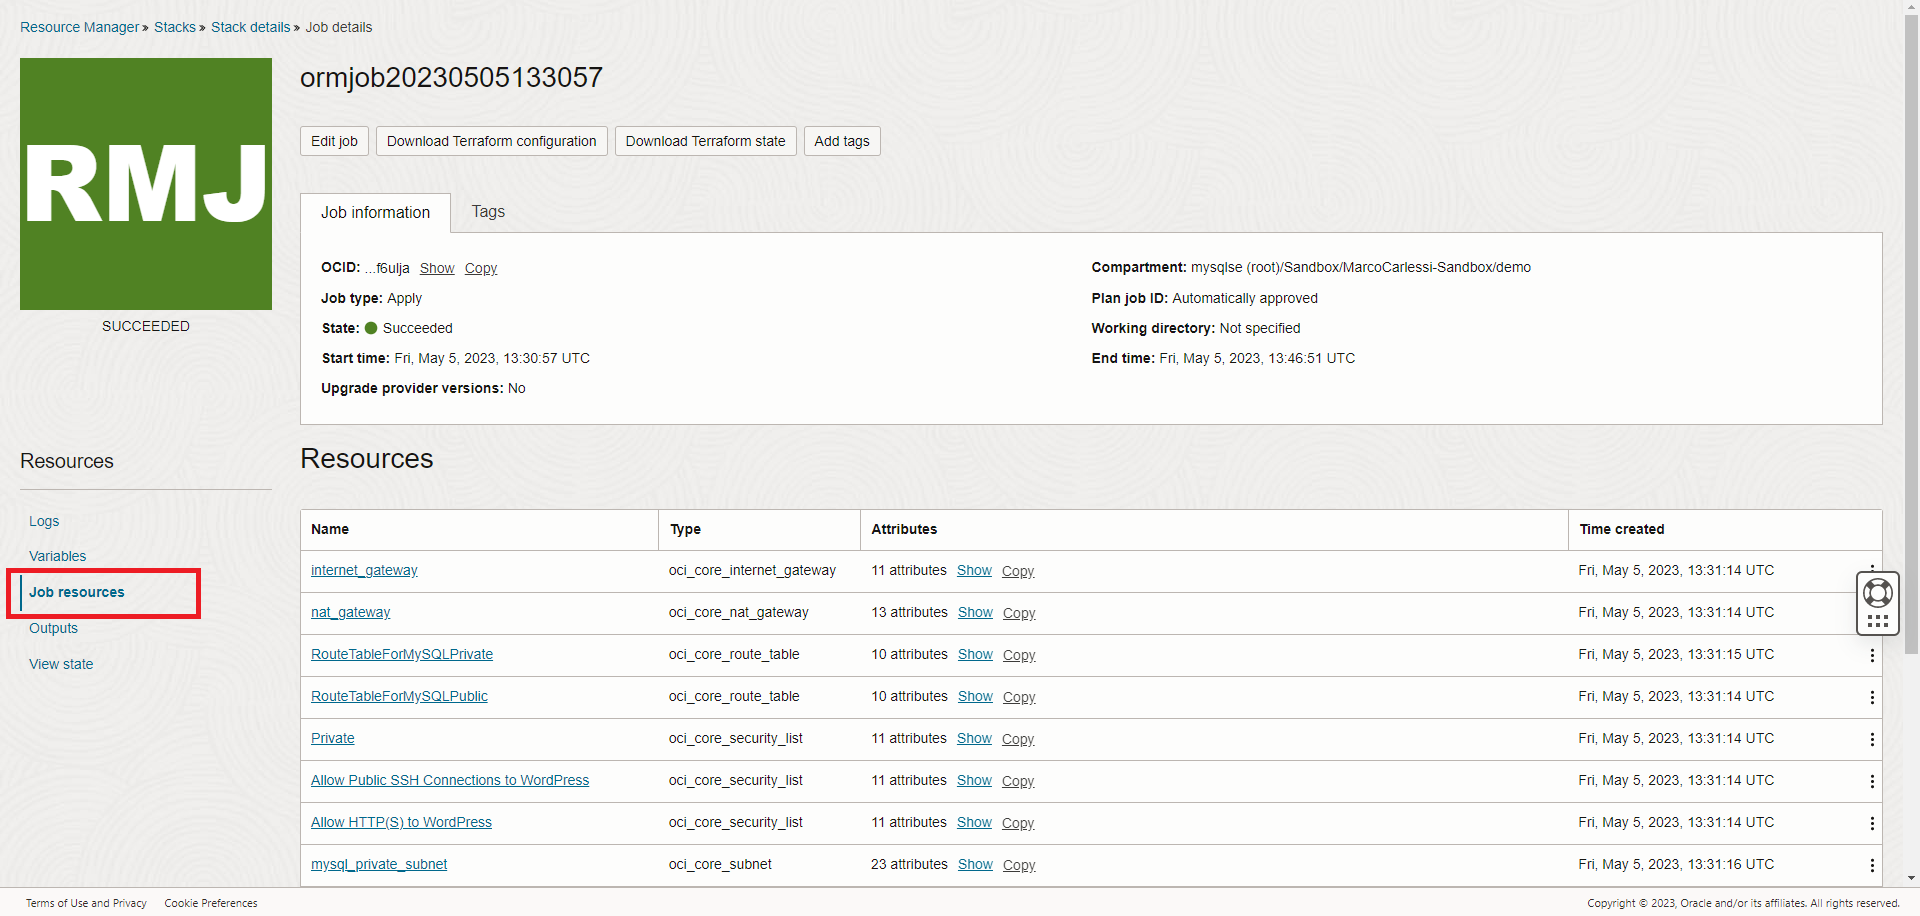 Resource Manager » Stacks » Stack details » Job details
RMJ
SUCCEEDED
ormjob20230505133057
Edit job Download Terraform configuration Download Terraform state Add tags
Job information Tags
OCID: ...f6ulja Show Copy
Job type: Apply
State: Succeeded
Start time: Fri, May 5, 2023, 13:30:57 UTC
Upgrade provider versions: No
Compartment: mysqlse (root)/Sandbox/MarcoCarlessi-Sandbox/demo
Plan job ID: Automatically approved
Working directory: Not specified
End time: Fri, May 5, 2023, 13:46:51 UTC
Resources
Logs
Variables
Job resources
Outputs
View state
Resources
Name Type Attributes Time created
internet_gateway oci_core_internet_gateway 11 attributes Show Copy Fri, May 5, 2023, 13:31:14 UTC
nat_gateway oci_core_nat_gateway 13 attributes Show Copy Fri, May 5, 2023, 13:31:14 UTC
RouteTableForMySQLPrivate oci_core_route_table 10 attributes Show Copy Fri, May 5, 2023, 13:31:15 UTC
RouteTableForMySQLPublic oci_core_route_table 10 attributes Show Copy Fri, May 5, 2023, 13:31:14 UTC
Private oci_core_security_list 11 attributes Show Copy Fri, May 5, 2023, 13:31:14 UTC
Allow Public SSH Connections to WordPress oci_core_security_list 11 attributes Show Copy Fri, May 5, 2023, 13:31:14 UTC
Allow HTTP(S) to WordPress oci_core_security_list 11 attributes Show Copy Fri, May 5, 2023, 13:31:14 UTC
mysql_private_subnet oci_core_subnet 23 attributes Show Copy Fri, May 5, 2023, 13:31:16 UTC
Terms of Use and Privacy Cookie Preferences Copyright © 2023, Oracle and/or its affiliates. All rights reserved.